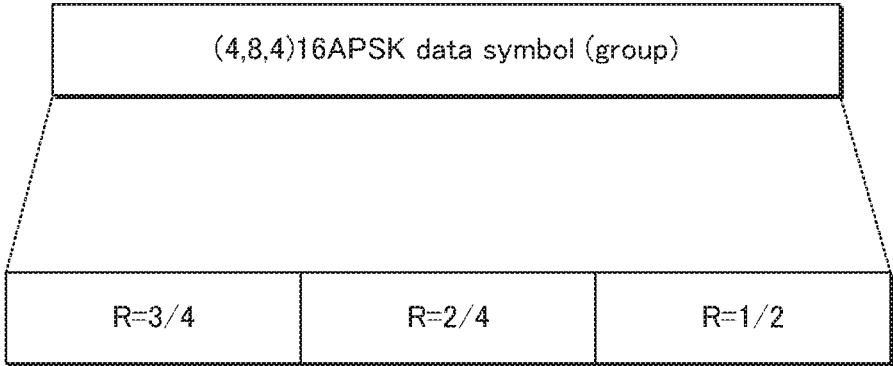 (4,8,4)16APSK data symbol (group)
R=3/4 R=2/4 R=1/2